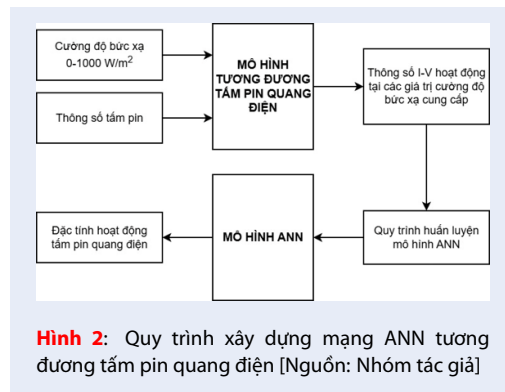 Cường độ bức xạ
0-1000 W/m²
Thông số tấm pin
MÔ HÌNH
TƯƠNG ĐƯƠNG
TẤM PIN QUANG
ĐIỆN
Thông số I-V hoạt động
tại các giá trị cường độ
bức xạ cung cấp
Đặc tính hoạt động
tấm pin quang điện
MÔ HÌNH ANN
Quy trình huấn luyện
mô hình ANN
Hình 2: Quy trình xây dựng mạng ANN tương
đương tấm pin quang điện [Nguồn: Nhóm tác giả]